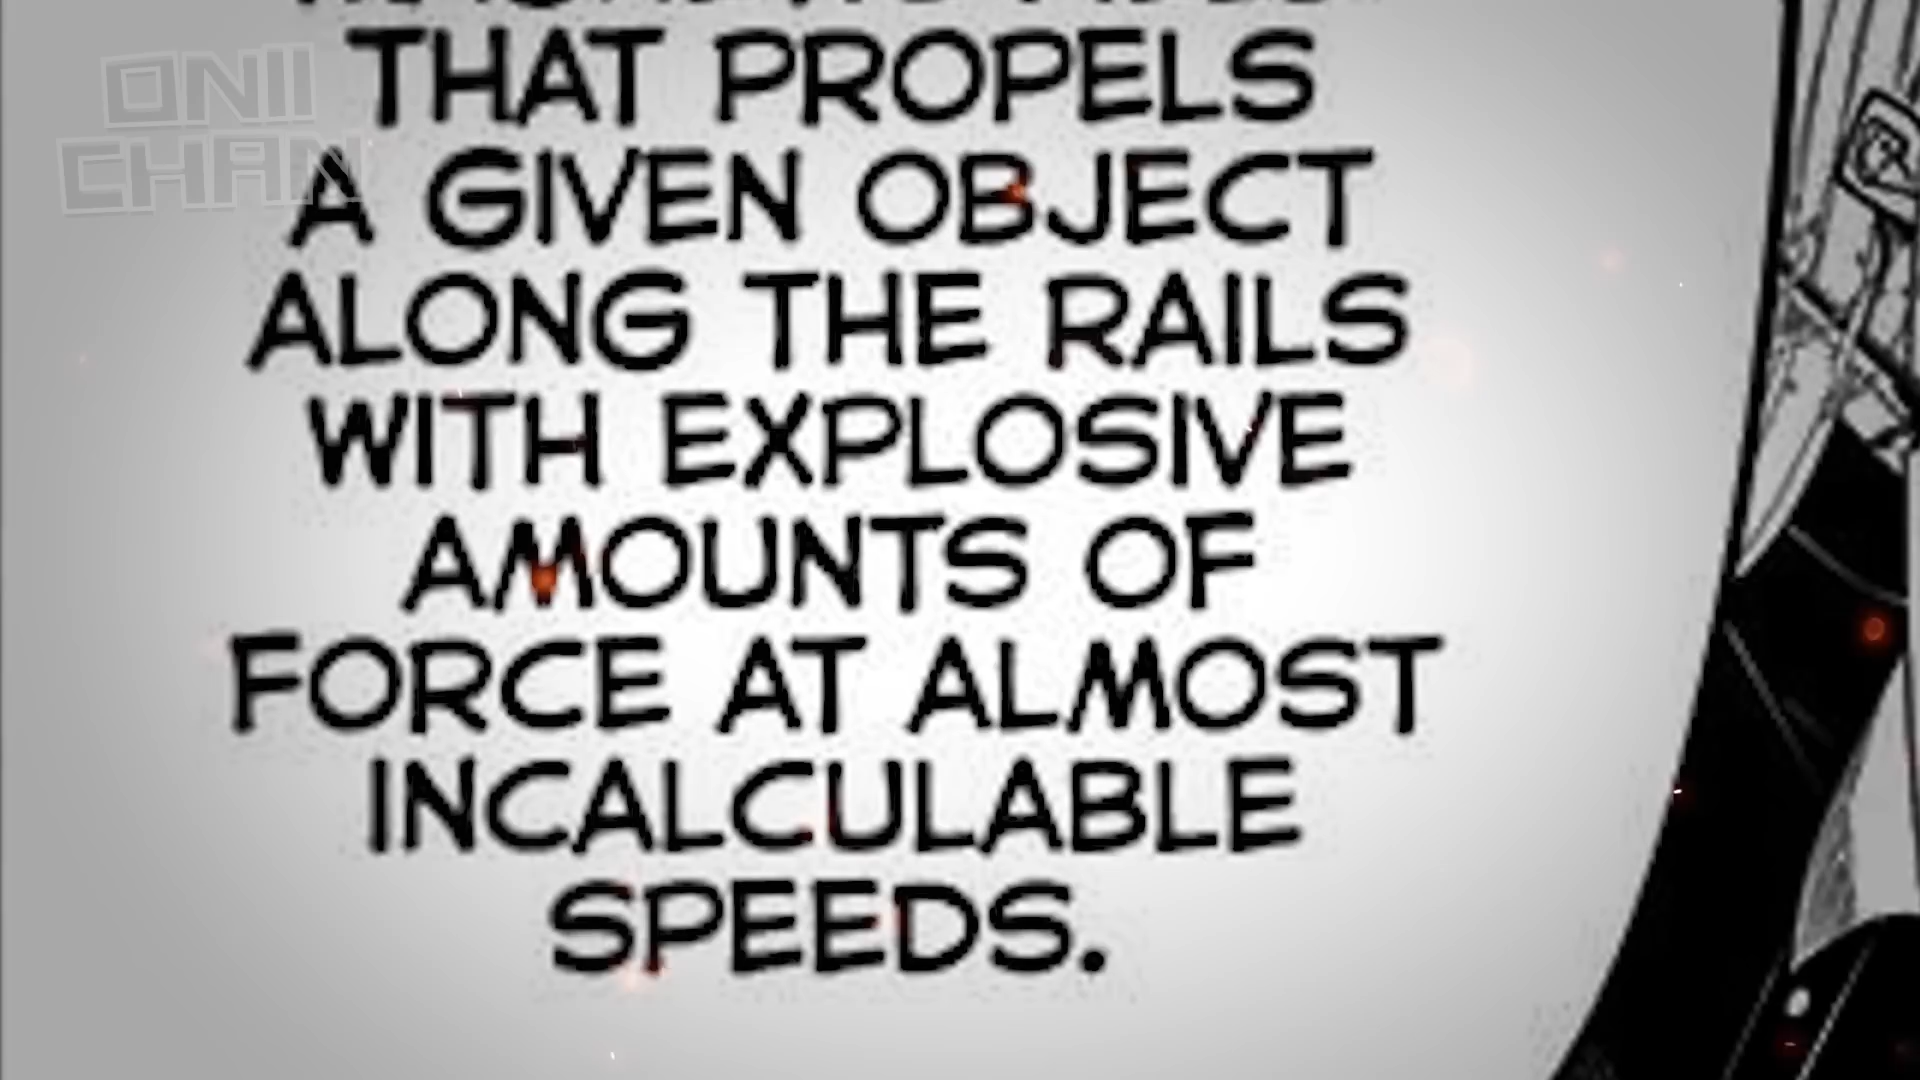 ONII
CHAN
THAT PROPELS
A GIVEN OBJECT
ALONG THE RAILS
WITH EXPLOSIVE
AMOUNTS OF
FORCE AT ALMOST
INCALCULABLE
SPEEDS.